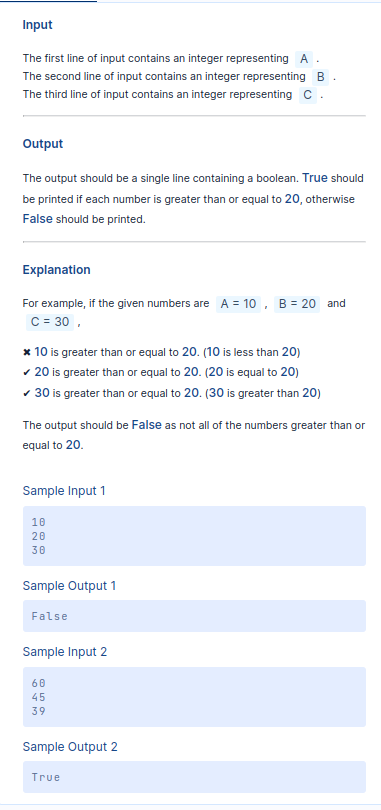 Input
The first line of input contains an integer representing A .
The second line of input contains an integer representing B .
The third line of input contains an integer representing C .
Output
The output should be a single line containing a boolean. True should
be printed if each number is greater than or equal to 20, otherwise
False should be printed.
Explanation
For example, if the given numbers are A = 10 , B = 20 and
C = 30 ,
✖ 10 is greater than or equal to 20. (10 is less than 20)
✔ 20 is greater than or equal to 20. (20 is equal to 20)
✔ 30 is greater than or equal to 20. (30 is greater than 20)
The output should be False as not all of the numbers greater than or
equal to 20.
Sample Input 1
10
20
30
Sample Output 1
False
Sample Input 2
60
45
39
Sample Output 2
True